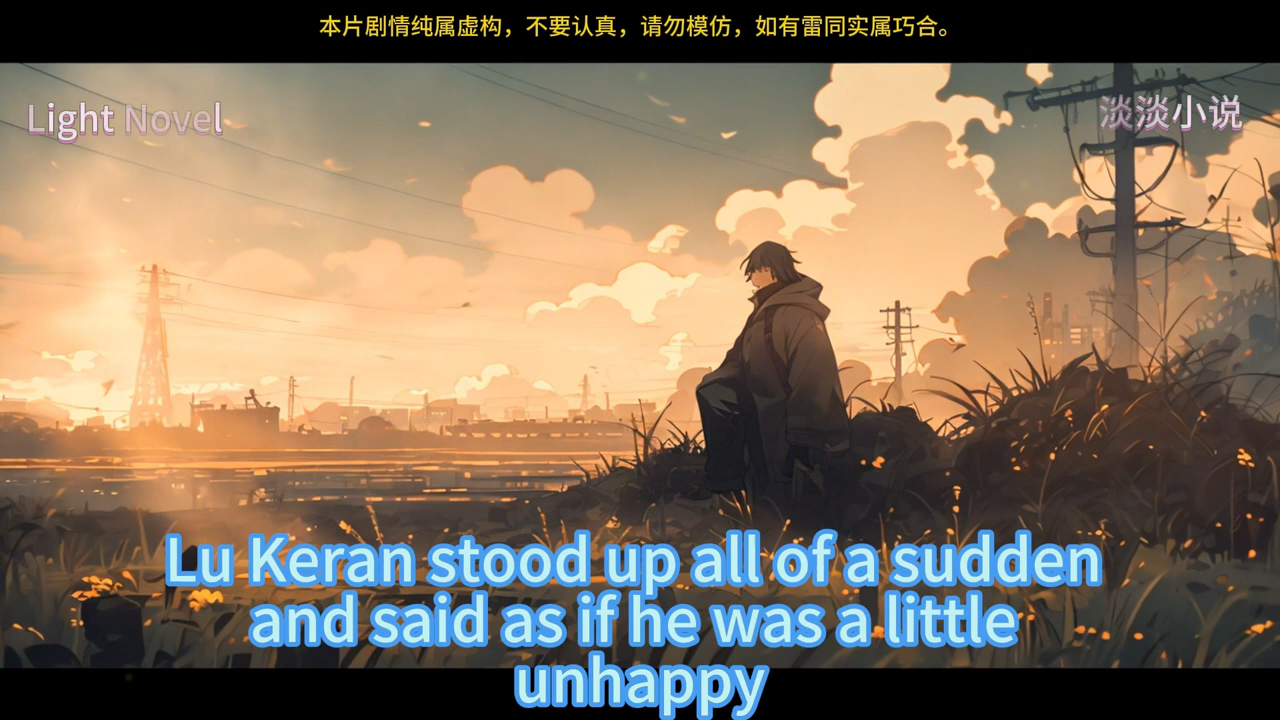 本片剧情纯属虚构，不要认真，请勿模仿，如有雷同实属巧合。
Light Novel
淡淡小说
Lu Keran stood up all of a sudden
and said as if he was a little
unhappy